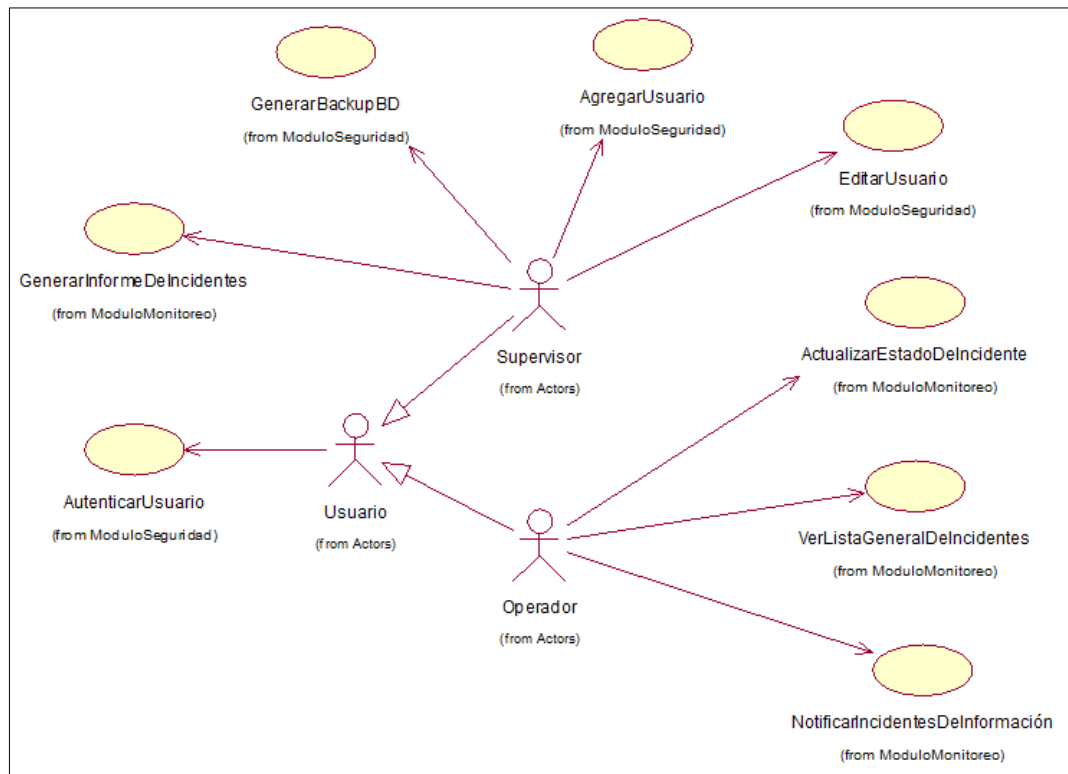 GenerarBackupBD
(from ModuloSeguridad)
AgregarUsuario
(from ModuloSeguridad)
EditarUsuario
(from ModuloSeguridad)
GenerarInformeDeIncidentes
(from ModuloMonitoreo)
Supervisor
(from Actors)
ActualizarEstadoDeIncidente
(from ModuloMonitoreo)
AutenticarUsuario
(from ModuloSeguridad)
Usuario
(from Actors)
VerListaGeneralDeIncidentes
(from ModuloMonitoreo)
Operador
(from Actors)
NotificarIncidentesDeInformación
(from ModuloMonitoreo)